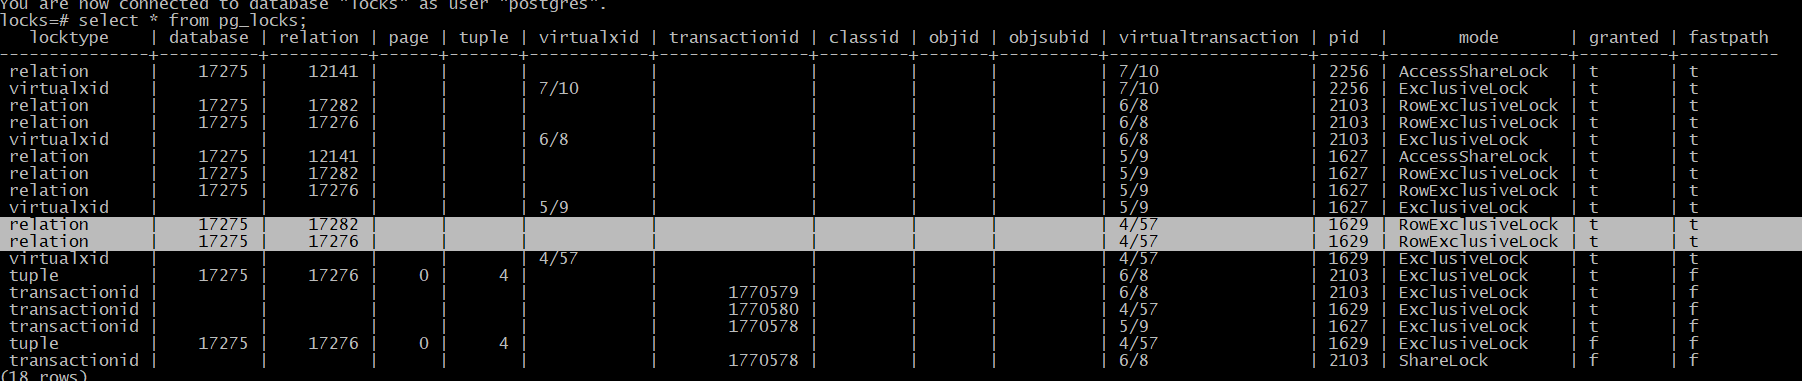 You are now connected to database "locks" as user "postgres".
locks=# select * from pg_locks;
  locktype    | database | relation | page | tuple | virtualxid | transactionid | classid | objid | objsubid | virtualtransaction | pid  |       mode       | granted | fastpath
--------------+----------+----------+------+-------+------------+---------------+---------+-------+----------+--------------------+------+------------------+---------+----------
relation      |    17275 |    12141 |      |       |            |               |         |       |          | 7/10               | 2256 | AccessShareLock  | t       | t
virtualxid    |          |          |      |       | 7/10       |               |         |       |          | 7/10               | 2256 | ExclusiveLock    | t       | t
relation      |    17275 |    17282 |      |       |            |               |         |       |          | 6/8                | 2103 | RowExclusiveLock | t       | t
relation      |    17275 |    17276 |      |       |            |               |         |       |          | 6/8                | 2103 | RowExclusiveLock | t       | t
virtualxid    |          |          |      |       | 6/8        |               |         |       |          | 6/8                | 2103 | ExclusiveLock    | t       | t
relation      |    17275 |    12141 |      |       |            |               |         |       |          | 5/9                | 1627 | AccessShareLock  | t       | t
relation      |    17275 |    17282 |      |       |            |               |         |       |          | 5/9                | 1627 | RowExclusiveLock | t       | t
relation      |    17275 |    17276 |      |       |            |               |         |       |          | 5/9                | 1627 | RowExclusiveLock | t       | t
virtualxid    |          |          |      |       | 5/9        |               |         |       |          | 5/9                | 1627 | ExclusiveLock    | t       | t
relation      |    17275 |    17282 |      |       |            |               |         |       |          | 4/57               | 1629 | RowExclusiveLock | t       | t
relation      |    17275 |    17276 |      |       |            |               |         |       |          | 4/57               | 1629 | RowExclusiveLock | t       | t
virtualxid    |          |          |      |       | 4/57       |               |         |       |          | 4/57               | 1629 | ExclusiveLock    | t       | t
tuple         |    17275 |    17276 |    0 |     4 |            |               |         |       |          | 6/8                | 2103 | ExclusiveLock    | t       | f
transactionid |          |          |      |       |            |       1770579 |         |       |          | 6/8                | 2103 | ExclusiveLock    | t       | f
transactionid |          |          |      |       |            |       1770580 |         |       |          | 4/57               | 1629 | ExclusiveLock    | t       | f
transactionid |          |          |      |       |            |       1770578 |         |       |          | 5/9                | 1627 | ExclusiveLock    | t       | f
tuple         |    17275 |    17276 |    0 |     4 |            |               |         |       |          | 4/57               | 1629 | ExclusiveLock    | f       | f
transactionid |          |          |      |       |            |       1770578 |         |       |          | 6/8                | 2103 | ShareLock        | f       | f
(18 rows)